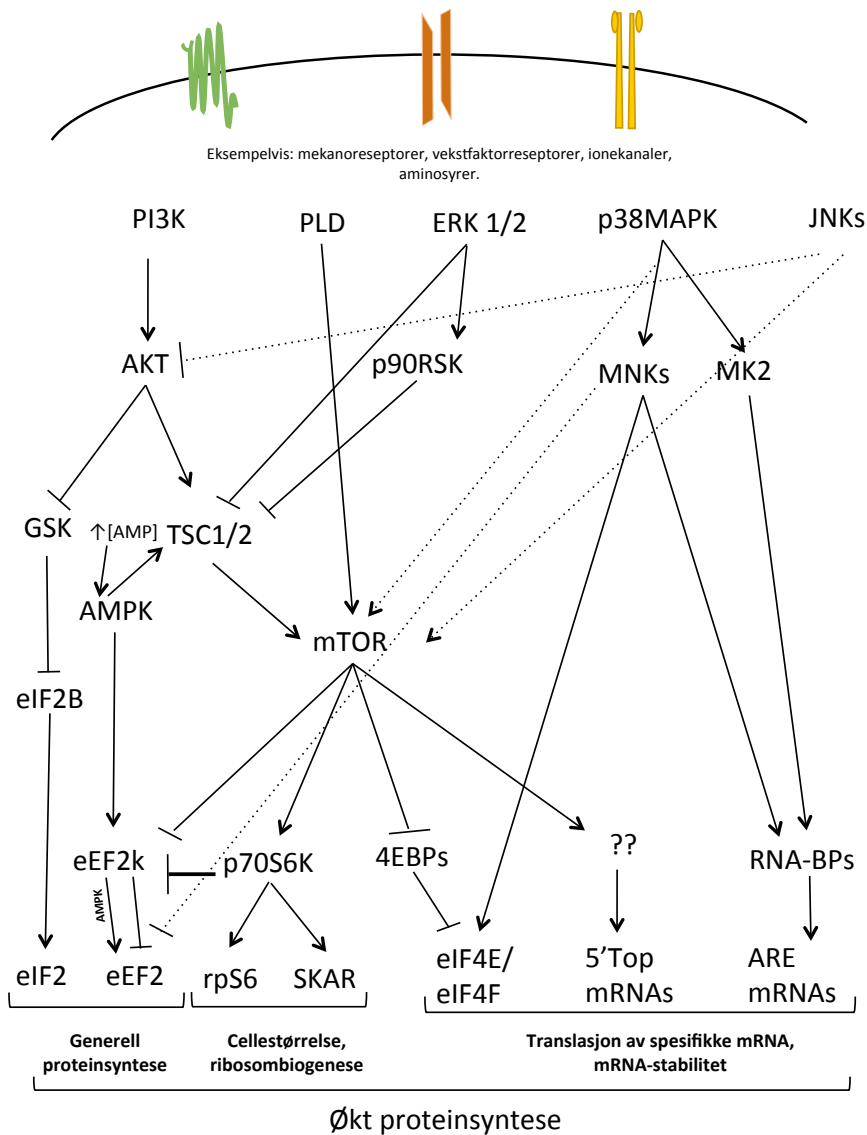 Eksempelvis: mekanoreseptorer, vekstfaktorreseptorer, ionekanaler,
aminosyrer.
PI3K PLD ERK 1/2 p38MAPK JNKs
AKT p90RSK MNKs MK2
GSK ↑[AMP] TSC1/2
AMPK
mTOR
eIF2B
eEF2k p70S6K 4EBPs ?? RNA-BPs
AMPK
eIF2 eEF2 rpS6 SKAR eIF4E/ 5’Top ARE
eIF4F mRNAs mRNAs
Generell Cellestørrelse, Translasjon av spesifikke mRNA,
proteinsyntese ribosombiogenese mRNA-stabilitet
Økt proteinsyntese